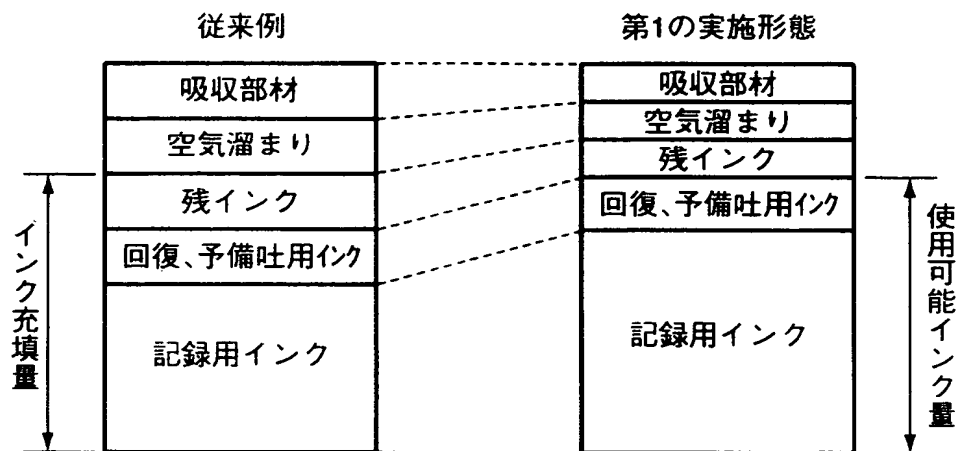 従来例
吸収部材
空気溜まり
残インク
回復、予備吐用インク
記録用インク
インク充填量
第1の実施形態
吸収部材
空気溜まり
残インク
回復、予備吐用インク
記録用インク
使用可能インク量